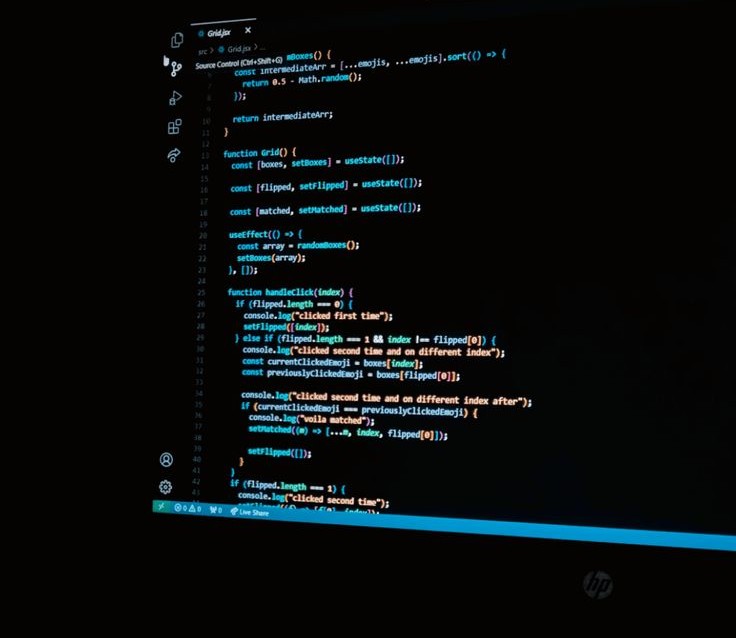 Grid.jsx ×
src > Grid.jsx > ...
Source Control (Ctrl+Shift+G)
mBoxes() {
const intermediateArr = [...emojis, ...emojis].sort(() => {
7 return 0.5 - Math.random();
8 });
9
10 return intermediateArr;
11 }
12
13 function Grid() {
14 const [boxes, setBoxes] = useState([]);
15
16 const [flipped, setFlipped] = useState([]);
17
18 const [matched, setMatched] = useState([]);
19
20 useEffect(() => {
21 const array = randomBoxes();
22 setBoxes(array);
23 }, []);
24
25 function handleClick(index) {
26 if (flipped.length === 0) {
27 console.log("clicked first time");
28 setFlipped([index]);
29 } else if (flipped.length === 1 && index !== flipped[0]) {
30 console.log("clicked second time and on different index");
31 const currentClickedEmoji = boxes[index];
32 const previouslyClickedEmoji = boxes[flipped[0]];
33
34 console.log("clicked second time and on different index after");
35 if (currentClickedEmoji === previouslyClickedEmoji) {
36 console.log("voila matched");
37 setMatched((m) => [...m, index, flipped[0]]);
38
39 setFlipped([]);
40 }
41 }
42 if (flipped.length === 1) {
43 console.log("clicked second time");
0 0 0 Live Share
hp